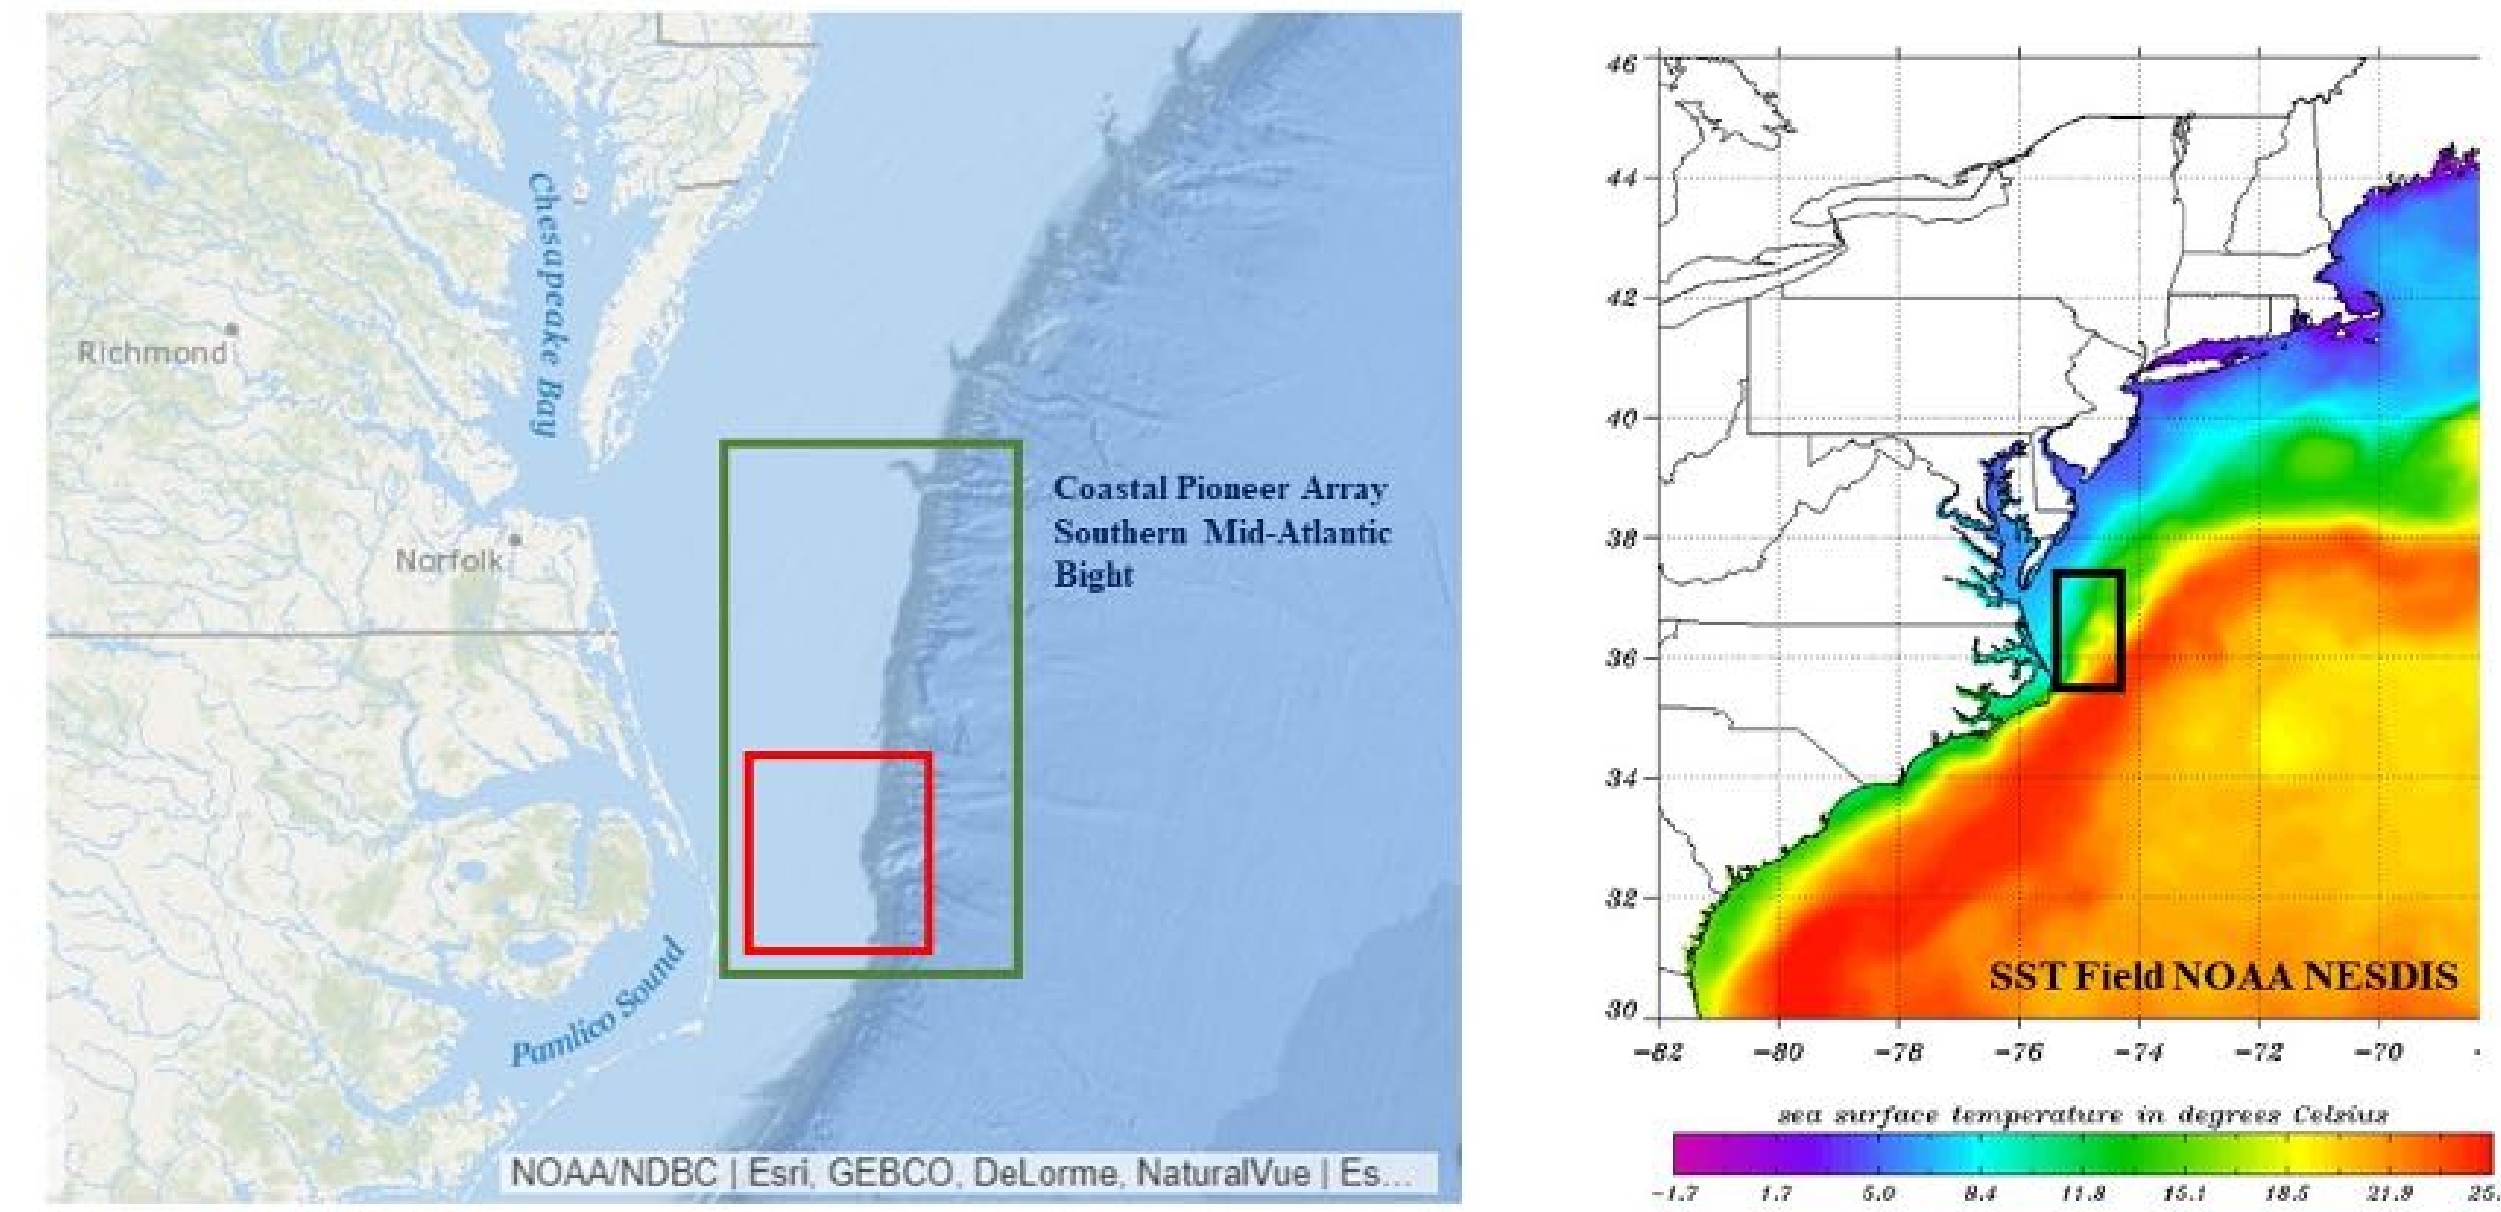 Chesapeake Bay
Richmond
Norfolk
Coastal Pioneer Array
Southern Mid-Atlantic
Bight
Pamlico Sound
NOAA/NDBC | Esri, GEBCO, DeLorme, NaturalVue | Es...
46
44
42
40
38
36
34
32
30
SST Field NOAA NESDIS
-82 -80 -78 -76 -74 -72 -70
sea surface temperature in degrees Celsius
-1.7 1.7 5.0 8.4 11.8 15.1 18.5 21.9 25.